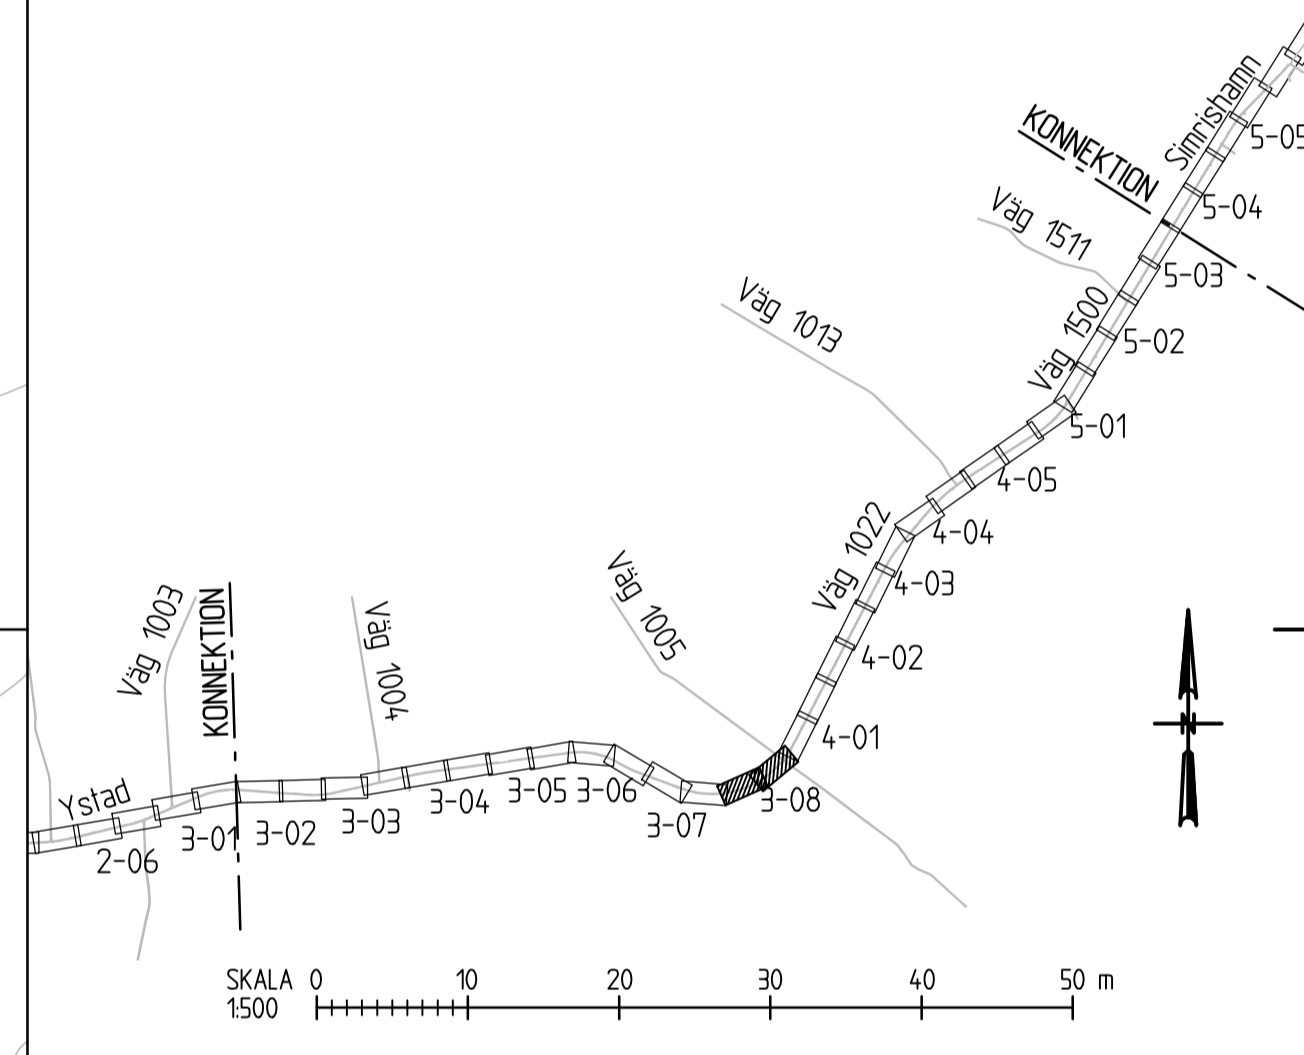 Simrishamn
KONNEKTION
5-05
5-04
Väg 1511
5-03
Väg 1013
Väg 1500
5-02
5-01
4-05
Väg 1022
4-04
4-03
Väg 1005
4-02
4-01
Väg 1003
KONNEKTION
Väg 1004
Ystad
2-06
3-01
3-02
3-03
3-04
3-05
3-06
3-07
3-08
N
SKALA 0 10 20 30 40 50 m
1:500